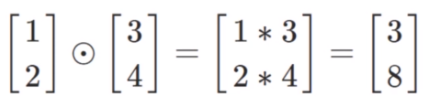 [1 2] ⊙ [3 4] = [1 * 3 2 * 4] = [3 8]